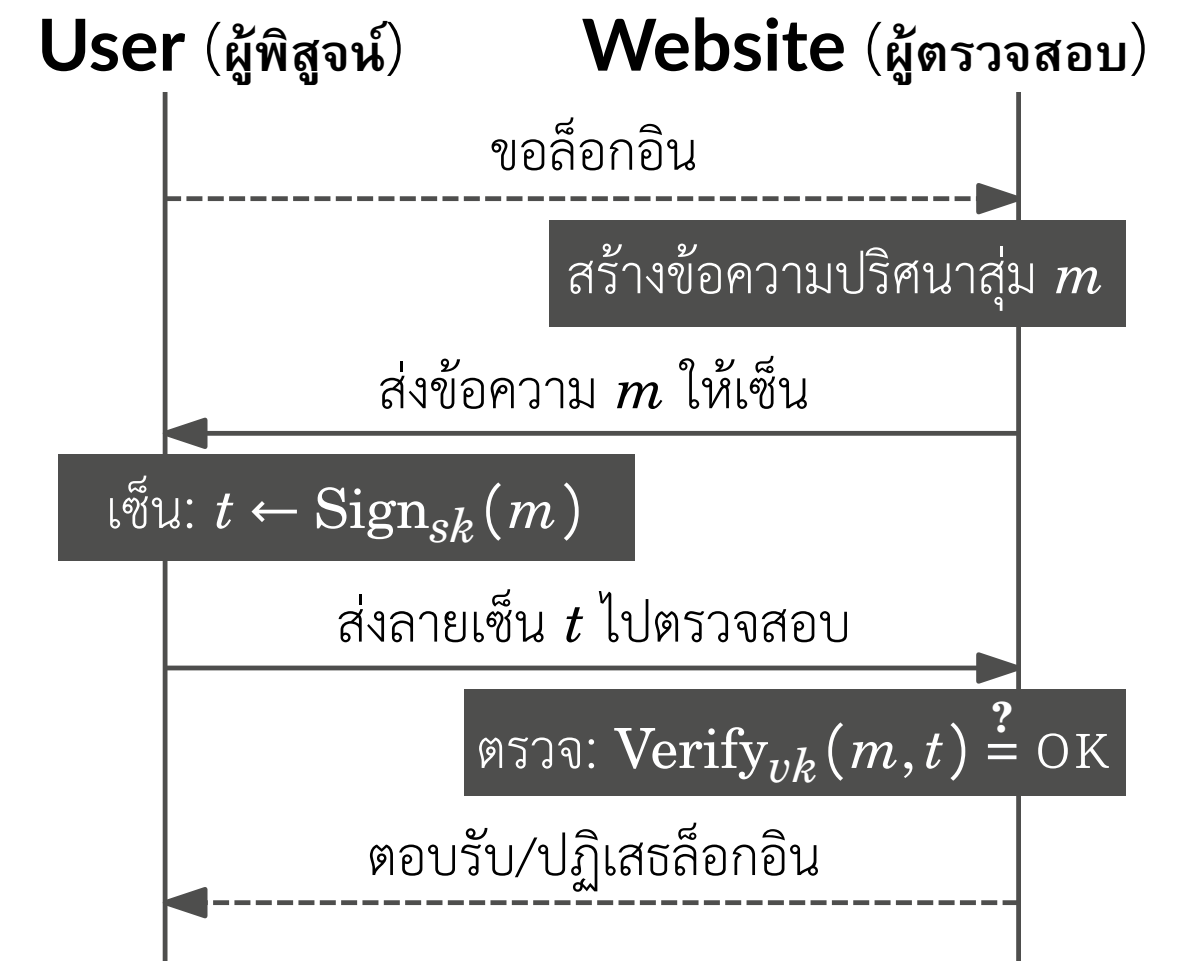 User (ผู้พิสูจน์) Website (ผู้ตรวจสอบ)
ขอล็อกอิน
สร้างข้อความปริศนาสุ่ม m
ส่งข้อความ m ให้เซ็น
เซ็น: t ← Sign_sk(m)
ส่งลายเซ็น t ไปตรวจสอบ
ตรวจ: Verify_vk(m, t) ≟ OK
ตอบรับ/ปฏิเสธล็อกอิน